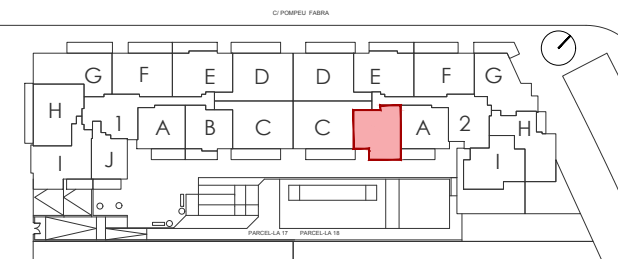 C/ POMPEU FABRA
G F E D D E F G
H 1 A B C C A 2 H
I J I
PARCEL·LA 17 PARCEL·LA 18